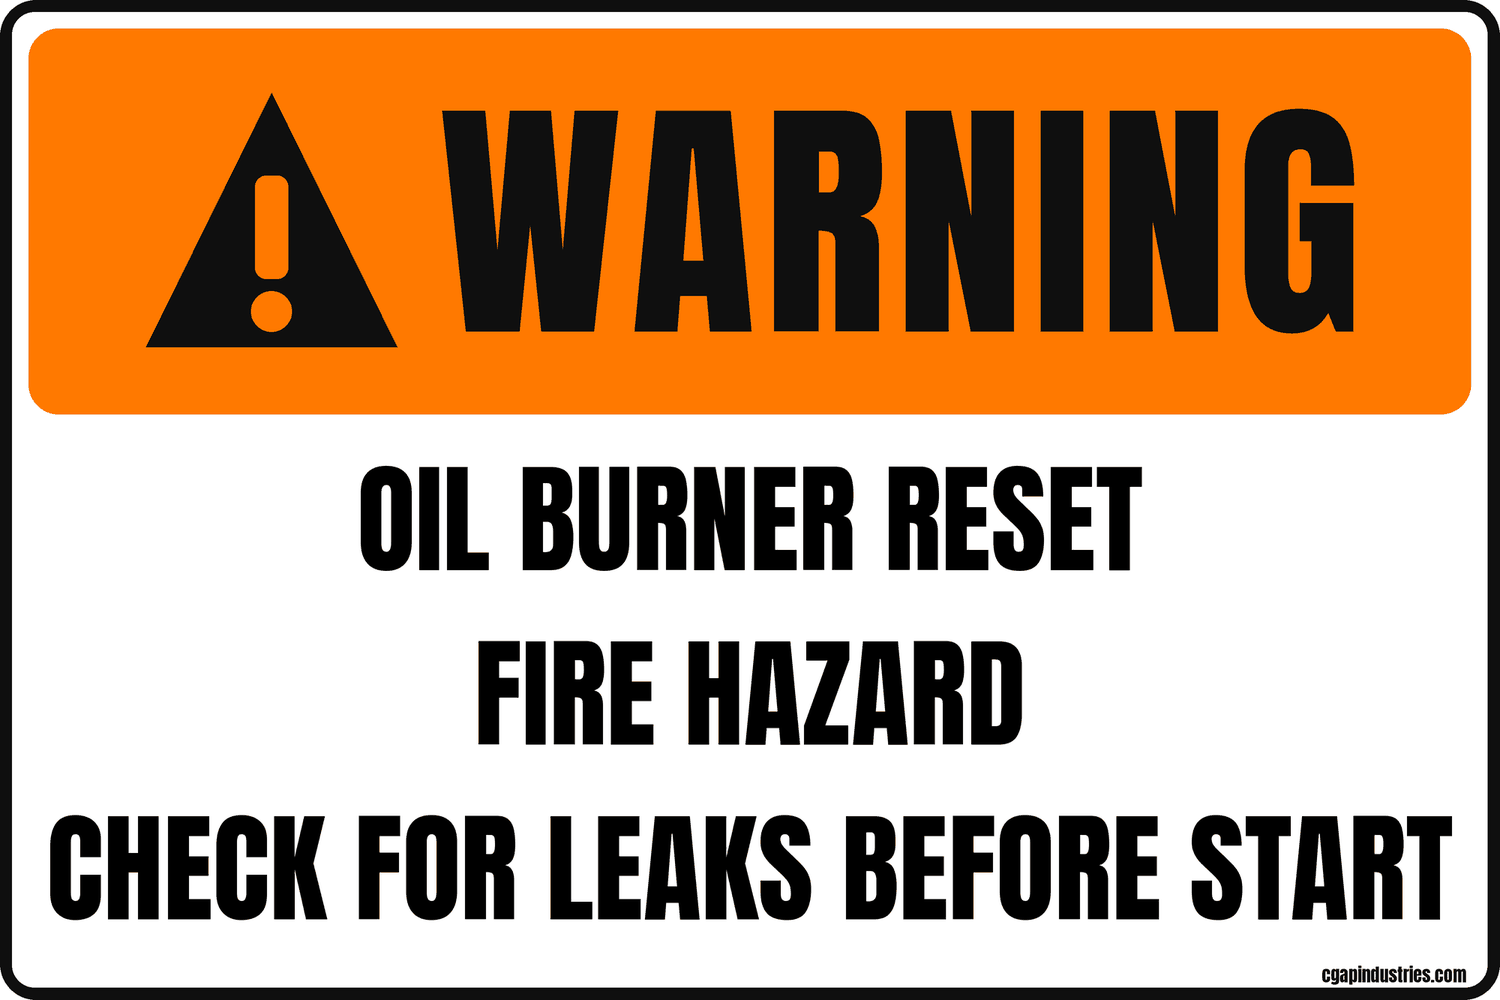 WARNING
OIL BURNER RESET
FIRE HAZARD
CHECK FOR LEAKS BEFORE START
cgapindustries.com